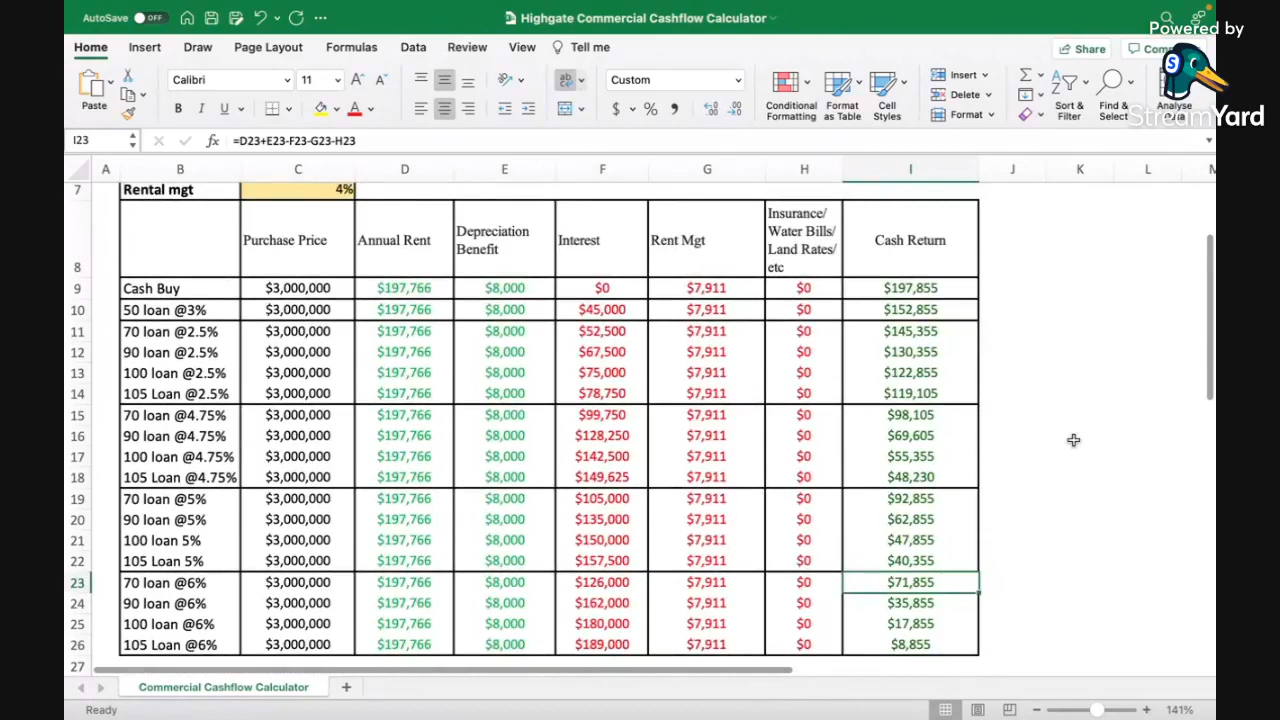 AutoSave OFF Highgate Commercial Cashflow Calculator
Powered by
StreamYard
Home Insert Draw Page Layout Formulas Data Review View Tell me Share
Paste Calibri 11 Custom Conditional Formatting Format as Table Cell Styles Insert Delete Format Sort & Filter Find & Select Analyse
I23 fx =D23+E23-F23-G23-H23
A B C D E F G H I J K L
7 Rental mgt 4%
8 Purchase Price Annual Rent Depreciation Benefit Interest Rent Mgt Insurance/ Water Bills/ Land Rates/ etc Cash Return
9 Cash Buy $3,000,000 $197,766 $8,000 $0 $7,911 $0 $197,855
10 50 loan @3% $3,000,000 $197,766 $8,000 $45,000 $7,911 $0 $152,855
11 70 loan @2.5% $3,000,000 $197,766 $8,000 $52,500 $7,911 $0 $145,355
12 90 loan @2.5% $3,000,000 $197,766 $8,000 $67,500 $7,911 $0 $130,355
13 100 loan @2.5% $3,000,000 $197,766 $8,000 $75,000 $7,911 $0 $122,855
14 105 Loan @2.5% $3,000,000 $197,766 $8,000 $78,750 $7,911 $0 $119,105
15 70 loan @4.75% $3,000,000 $197,766 $8,000 $99,750 $7,911 $0 $98,105
16 90 loan @4.75% $3,000,000 $197,766 $8,000 $128,250 $7,911 $0 $69,605
17 100 loan @4.75% $3,000,000 $197,766 $8,000 $142,500 $7,911 $0 $55,355
18 105 Loan @4.75% $3,000,000 $197,766 $8,000 $149,625 $7,911 $0 $48,230
19 70 loan @5% $3,000,000 $197,766 $8,000 $105,000 $7,911 $0 $92,855
20 90 loan @5% $3,000,000 $197,766 $8,000 $135,000 $7,911 $0 $62,855
21 100 loan 5% $3,000,000 $197,766 $8,000 $150,000 $7,911 $0 $47,855
22 105 Loan 5% $3,000,000 $197,766 $8,000 $157,500 $7,911 $0 $40,355
23 70 loan @6% $3,000,000 $197,766 $8,000 $126,000 $7,911 $0 $71,855
24 90 loan @6% $3,000,000 $197,766 $8,000 $162,000 $7,911 $0 $35,855
25 100 loan @6% $3,000,000 $197,766 $8,000 $180,000 $7,911 $0 $17,855
26 105 Loan @6% $3,000,000 $197,766 $8,000 $189,000 $7,911 $0 $8,855
27
Commercial Cashflow Calculator
Ready 141%